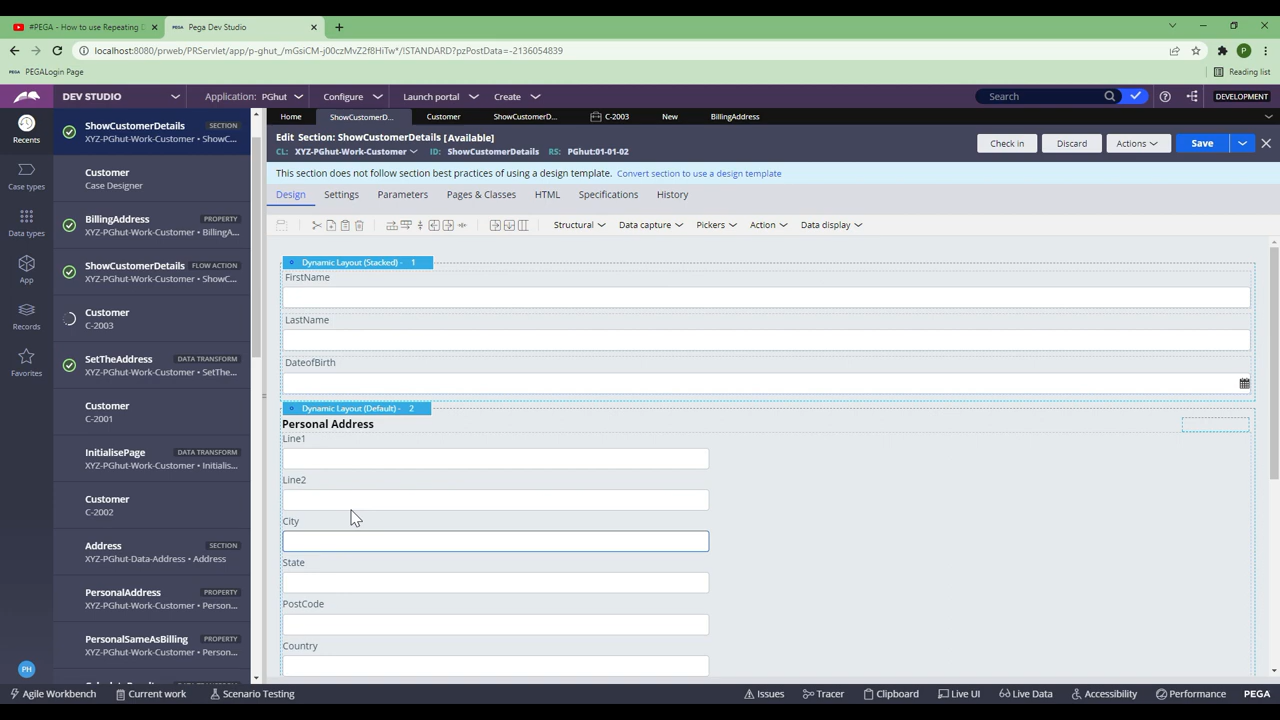 #PEGA - How to use Repeating D
PEGA Pega Dev Studio
localhost:8080/prweb/PRServlet/app/p-ghut_/mGsiCM-j00czMvZ2f8HiTw*/!STANDARD?pzPostData=-2136054839
P
PEGA PEGALogin Page
Reading list
DEV STUDIO
Application: PGhut
Configure
Launch portal
Create
Search
DEVELOPMENT
Home
ShowCustomerD...
Customer
ShowCustomerD...
C-2003
New
BillingAddress
Recents
Case types
Data types
App
Records
Favorites
PH
ShowCustomerDetails SECTION
XYZ-PGhut-Work-Customer • ShowC...
Customer
Case Designer
BillingAddress PROPERTY
XYZ-PGhut-Work-Customer • BillingA...
ShowCustomerDetails FLOW ACTION
XYZ-PGhut-Work-Customer • ShowC...
Customer
C-2003
SetTheAddress DATA TRANSFORM
XYZ-PGhut-Work-Customer • SetThe...
Customer
C-2001
InitialisePage DATA TRANSFORM
XYZ-PGhut-Work-Customer • Initialis...
Customer
C-2002
Address SECTION
XYZ-PGhut-Data-Address • Address
PersonalAddress PROPERTY
XYZ-PGhut-Work-Customer • Person...
PersonalSameAsBilling PROPERTY
XYZ-PGhut-Work-Customer • Person...
Edit Section: ShowCustomerDetails [Available]
CL: XYZ-PGhut-Work-Customer ID: ShowCustomerDetails RS: PGhut:01-01-02
Check in
Discard
Actions
Save
This section does not follow section best practices of using a design template. Convert section to use a design template
Design Settings Parameters Pages & Classes HTML Specifications History
Structural Data capture Pickers Action Data display
Dynamic Layout (Stacked) - 1
FirstName
LastName
DateofBirth
Dynamic Layout (Default) - 2
Personal Address
Line1
Line2
City
State
PostCode
Country
Agile Workbench Current work Scenario Testing Issues Tracer Clipboard Live UI Live Data Accessibility Performance PEGA